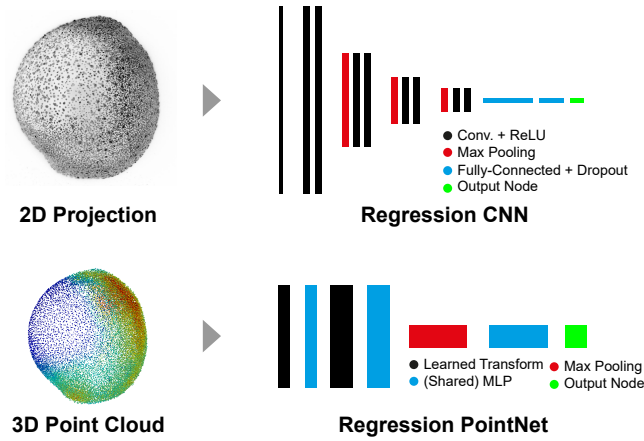 Conv. + ReLU
Max Pooling
Fully-Connected + Dropout
Output Node
2D Projection
Regression CNN
Learned Transform
(Shared) MLP
Max Pooling
Output Node
3D Point Cloud
Regression PointNet